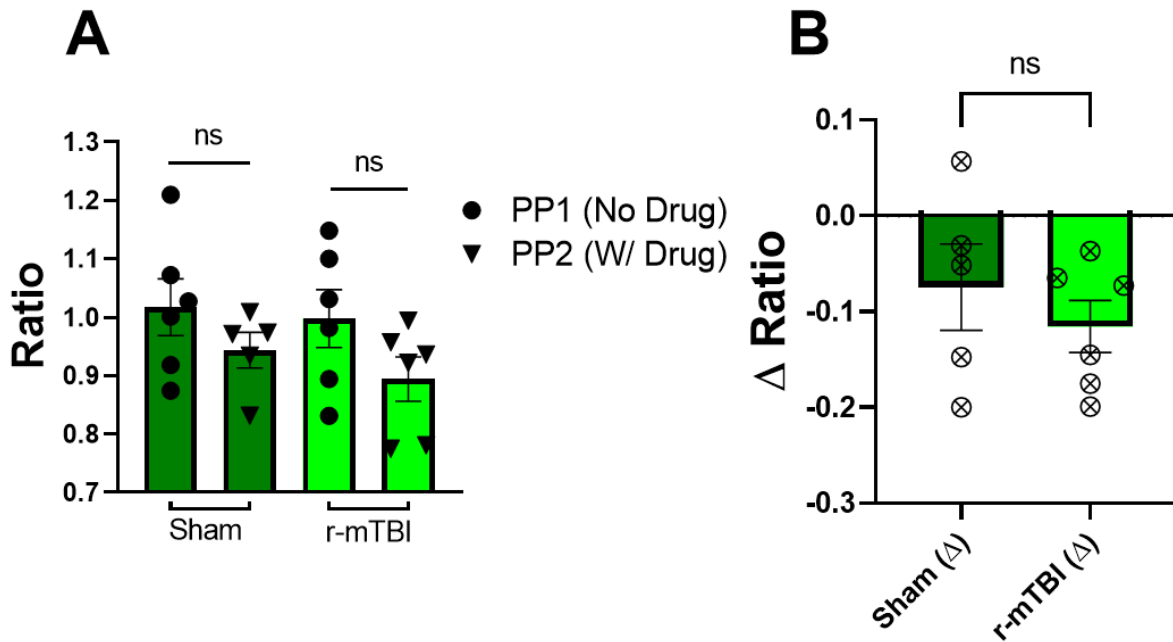 A
ns
ns
1.3
1.2
1.1
1.0
0.9
0.8
0.7
Ratio
Sham
r-mTBI
PP1 (No Drug)
PP2 (W/ Drug)
B
ns
0.1
0.0
-0.1
-0.2
-0.3
Δ Ratio
Sham (Δ)
r-mTBI (Δ)